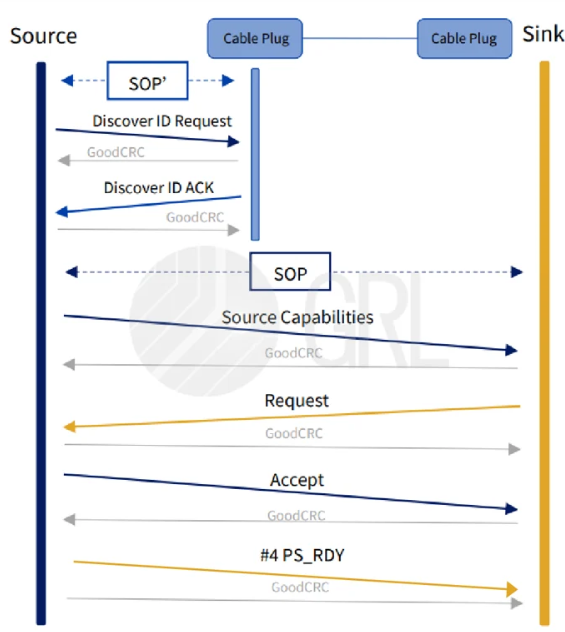 Source
Cable Plug
Cable Plug
Sink
SOP'
Discover ID Request
GoodCRC
Discover ID ACK
GoodCRC
SOP
GRL
Source Capabilities
GoodCRC
Request
GoodCRC
Accept
GoodCRC
#4 PS_RDY
GoodCRC